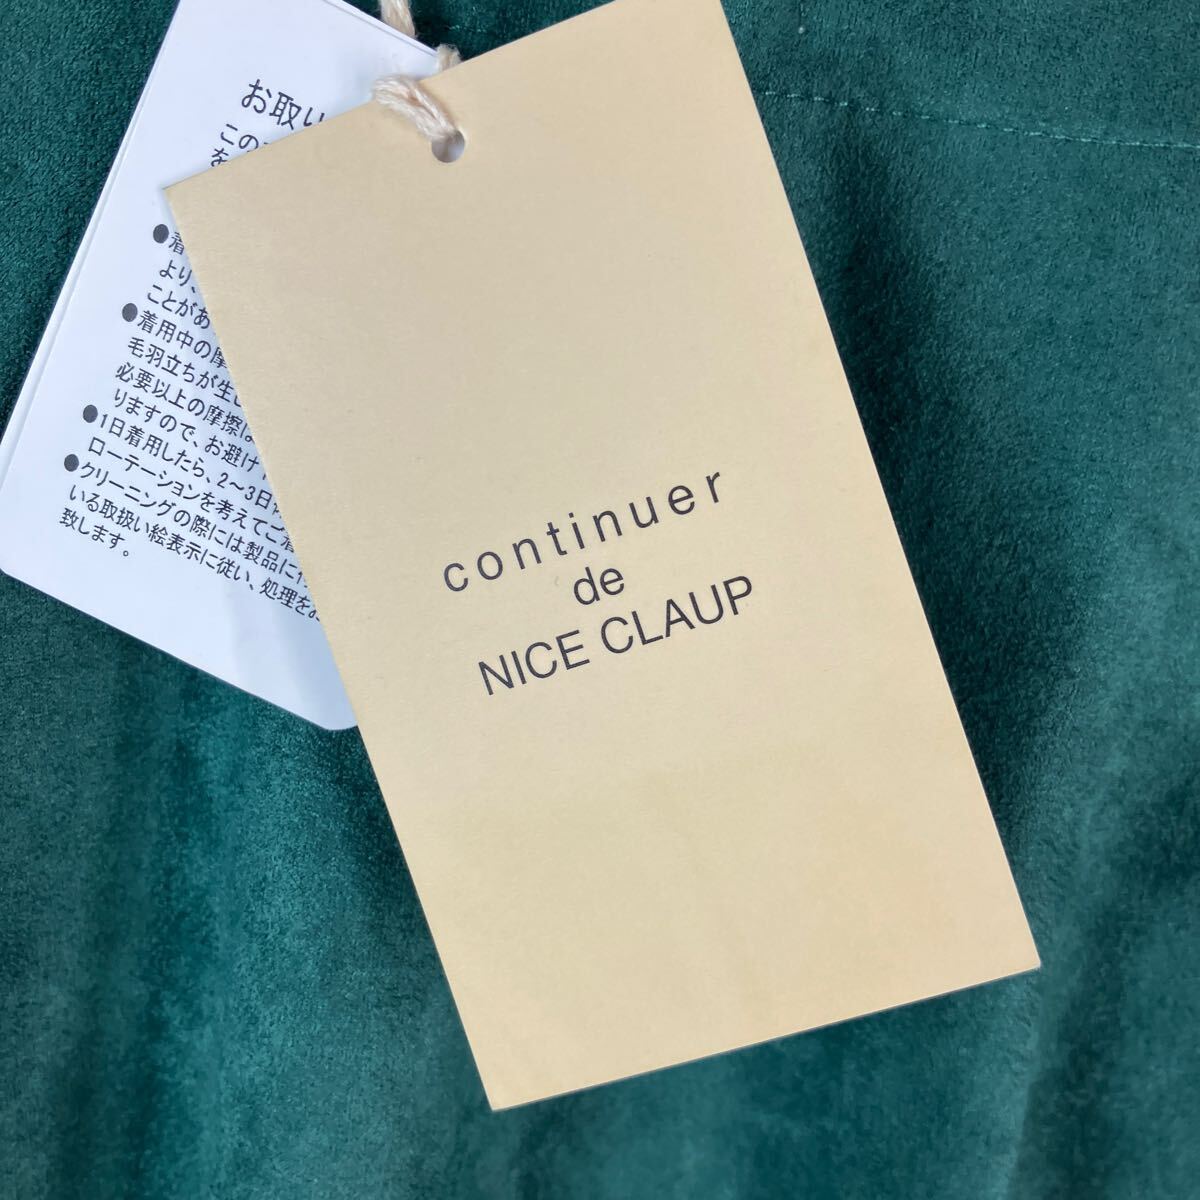 お取り
この
を
●着
より、
ことがあ
●着用中の摩
毛羽立ちが生じ
必要以上の摩擦は
りますので、お避け
●1日着用したら、2〜3日
ローテーションを考えてご着
●クリーニングの際には製品に付
いる取扱い絵表示に従い、処理をお
致します。
continuer
de
NICE CLAUP